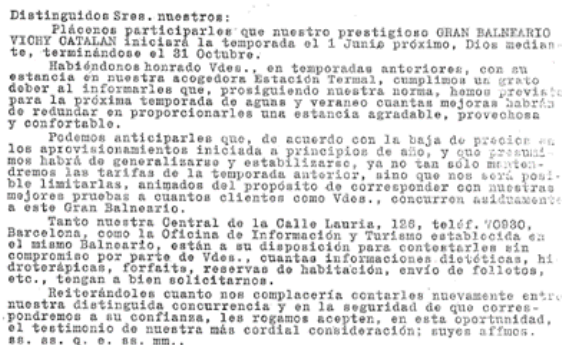 Distinguidos Sres. nuestros:
Plácenos participarles que nuestro prestigioso GRAN BALNEARIO
VICHY CATALAN iniciará la temporada el 1 Junio próximo, Dios median-
te, terminándose el 31 Octubre.
Habiéndonos honrado Vdes., en temporadas anteriores, con su
estancia en nuestra acogedora Estación Termal, cumplimos un grato
deber al informarles que, prosiguiendo nuestra norma, hemos previsto
para la próxima temporada de aguas y veraneo cuantas mejoras habrán
de redundar en proporcionarles una estancia agradable, provechosa
y confortable.
Podemos anticiparles que, de acuerdo con la baja de precios en
los aprovisionamientos iniciada a principios de año, y que presumi-
mos habrá de generalizarse y estabilizarse, ya no tan sólo manten-
dremos las tarifas de la temporada anterior, sino que nos será posi-
ble limitarlas, animados del propósito de corresponder con nuestras
mejores pruebas a cuantos clientes como Vdes., concurren asiduamente
a este Gran Balneario.
Tanto nuestra Central de la Calle Lauria, 126, teléf. 70930,
Barcelona, como la Oficina de Información y Turismo establecida en
el mismo Balneario, están a su disposición para contestarles sin
compromiso por parte de Vdes., cuantas informaciones dietéticas, hi-
droterápicas, forfaits, reservas de habitación, envío de folletos,
etc., tengan a bien solicitarnos.
Reiterándoles cuanto nos complacería contarles nuevamente entre
nuestra distinguida concurrencia y en la seguridad de que corres-
pondremos a su confianza, les rogamos acepten, en esta oportunidad,
el testimonio de nuestra más cordial consideración; suyos affmos.
ss. ss. q. e. ss. mm.,